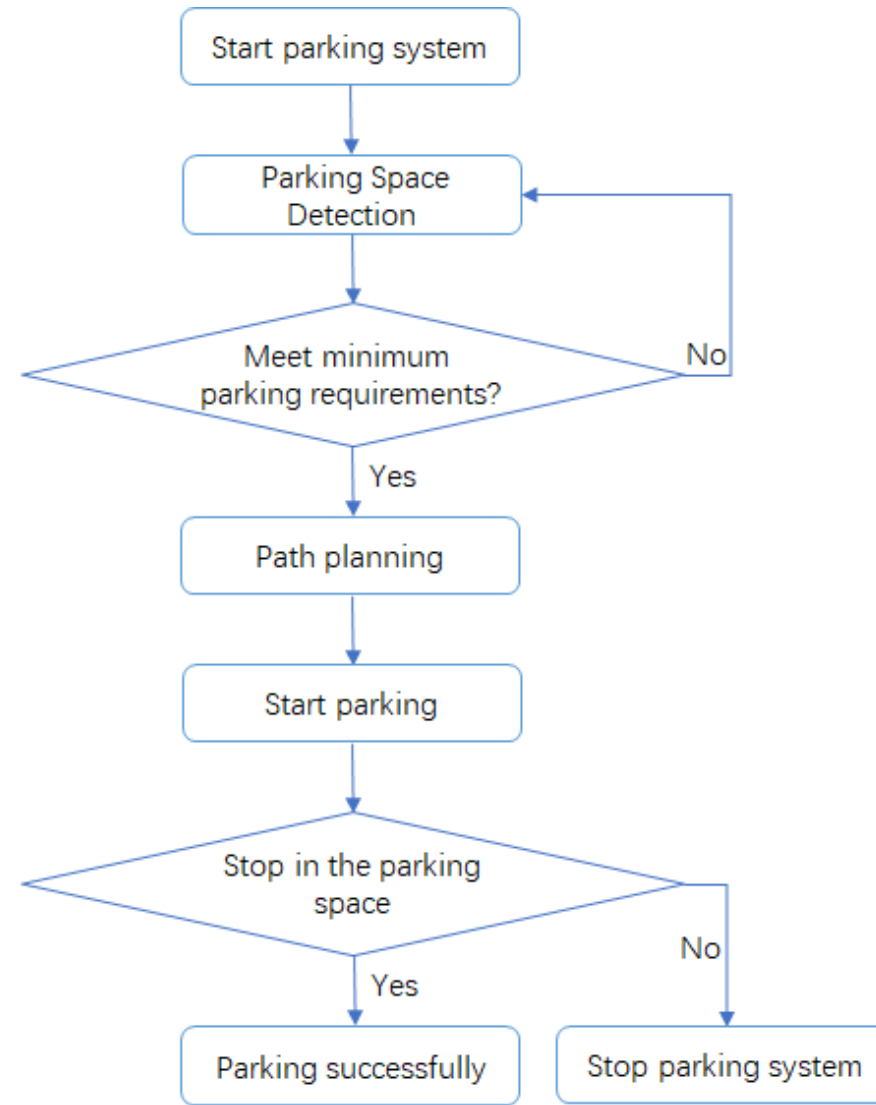 Start parking system
Parking Space
Detection
Meet minimum
parking requirements?
No
Yes
Path planning
Start parking
Stop in the parking
space
No
Yes
Parking successfully
Stop parking system